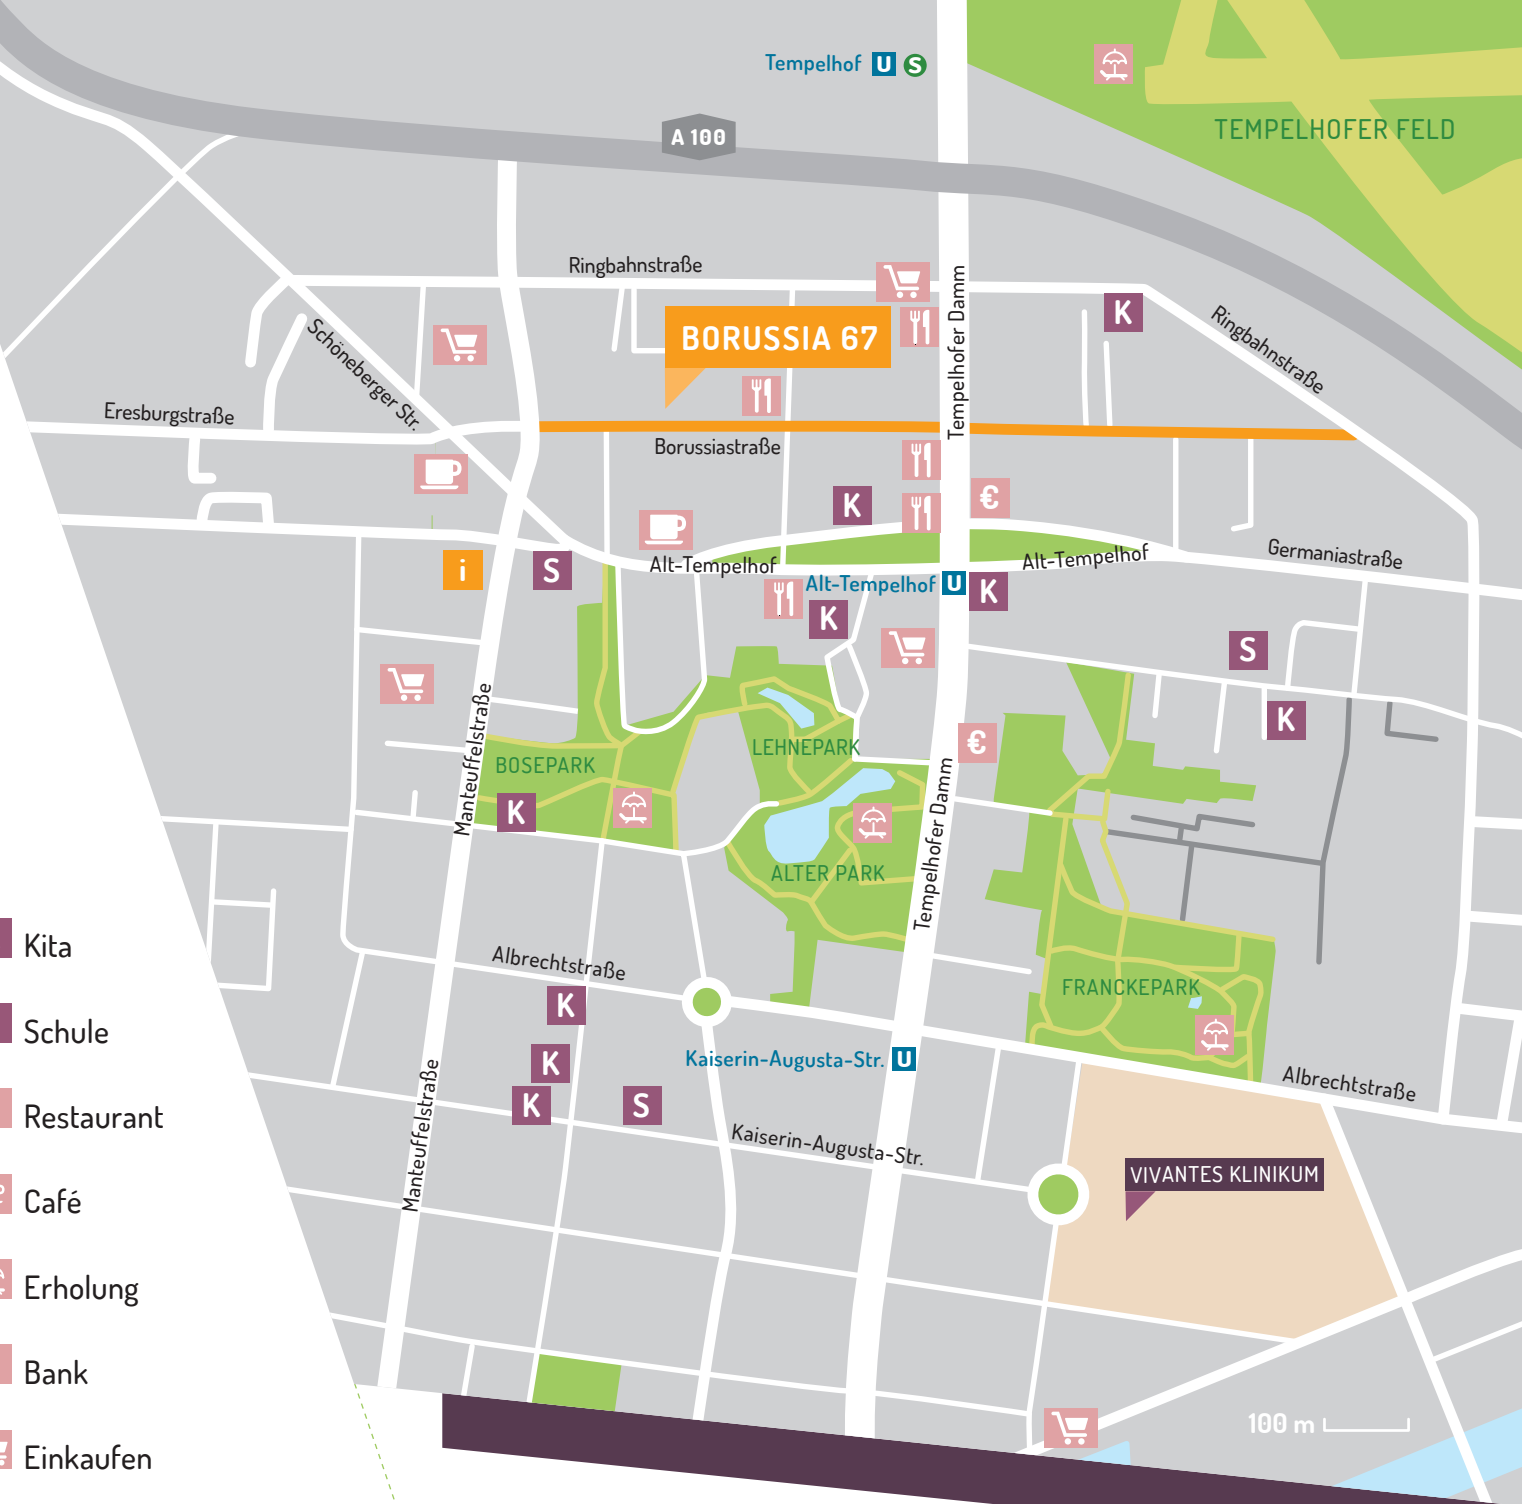 Tempelhof U S
A 100
TEMPELHOFER FELD
Ringbahnstraße
Tempelhofer Damm
K
Ringbahnstraße
BORUSSIA 67
Schöneberger Str.
Eresburgstraße
Borussiastraße
K
€
i
S
Alt-Tempelhof
Alt-Tempelhof
Germaniastraße
Alt-Tempelhof U
K
K
S
K
Manteuffelstraße
LEHNEPARK
€
BOSEPARK
K
Tempelhofer Damm
ALTER PARK
Kita
Albrechtstraße
FRANCKEPARK
K
Schule
Kaiserin-Augusta-Str. U
K
K
S
Albrechtstraße
Manteuffelstraße
Restaurant
Kaiserin-Augusta-Str.
VIVANTES KLINIKUM
Café
Erholung
Bank
100 m
Einkaufen